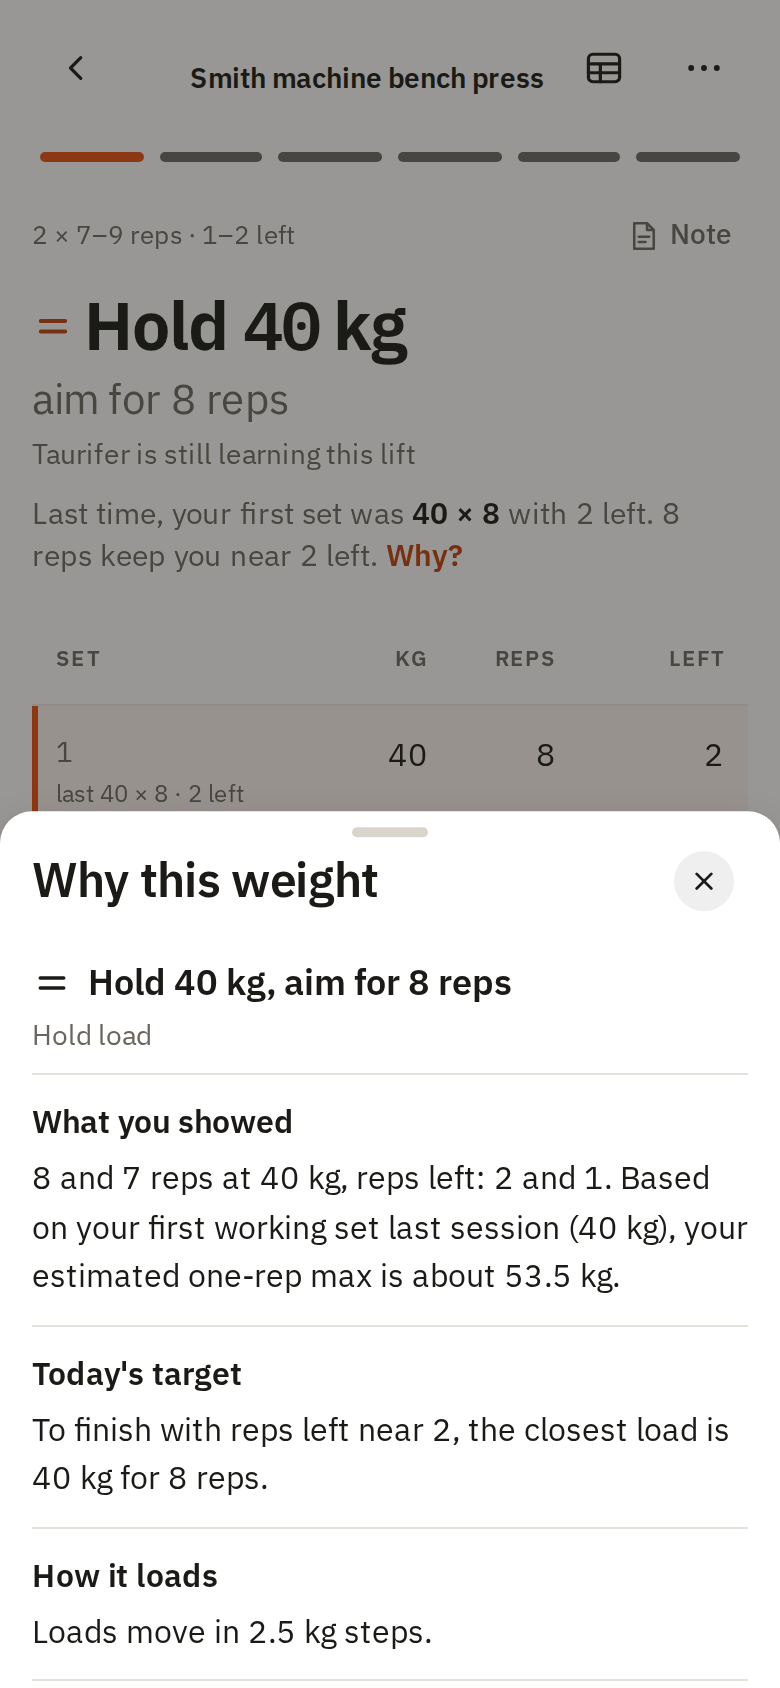 Smith machine bench press
2 × 7–9 reps · 1–2 left
Note
= Hold 40 kg
aim for 8 reps
Taurifer is still learning this lift
Last time, your first set was 40 × 8 with 2 left. 8
reps keep you near 2 left. Why?
SET KG REPS LEFT
1 40 8 2
last 40 × 8 · 2 left
Why this weight
= Hold 40 kg, aim for 8 reps
Hold load
What you showed
8 and 7 reps at 40 kg, reps left: 2 and 1. Based
on your first working set last session (40 kg), your
estimated one-rep max is about 53.5 kg.
Today's target
To finish with reps left near 2, the closest load is
40 kg for 8 reps.
How it loads
Loads move in 2.5 kg steps.